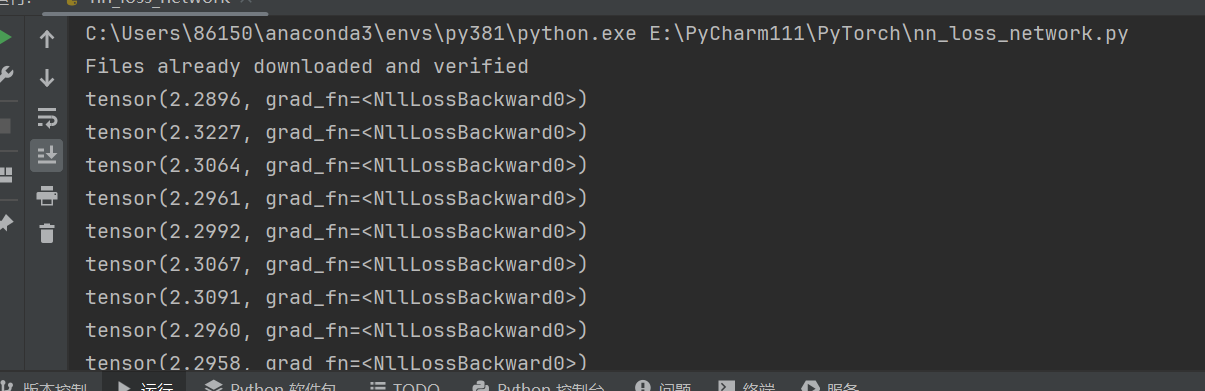 nn_loss_network
C:\Users\86150\anaconda3\envs\py381\python.exe E:\PyCharm111\PyTorch\nn_loss_network.py
Files already downloaded and verified
tensor(2.2896, grad_fn=<NllLossBackward0>)
tensor(2.3227, grad_fn=<NllLossBackward0>)
tensor(2.3064, grad_fn=<NllLossBackward0>)
tensor(2.2961, grad_fn=<NllLossBackward0>)
tensor(2.2992, grad_fn=<NllLossBackward0>)
tensor(2.3067, grad_fn=<NllLossBackward0>)
tensor(2.3091, grad_fn=<NllLossBackward0>)
tensor(2.2960, grad_fn=<NllLossBackward0>)
tensor(2.2958, grad_fn=<NllLossBackward0>)
版本控制 运行 Python 软件包 TODO Python 控制台 问题 终端 服务